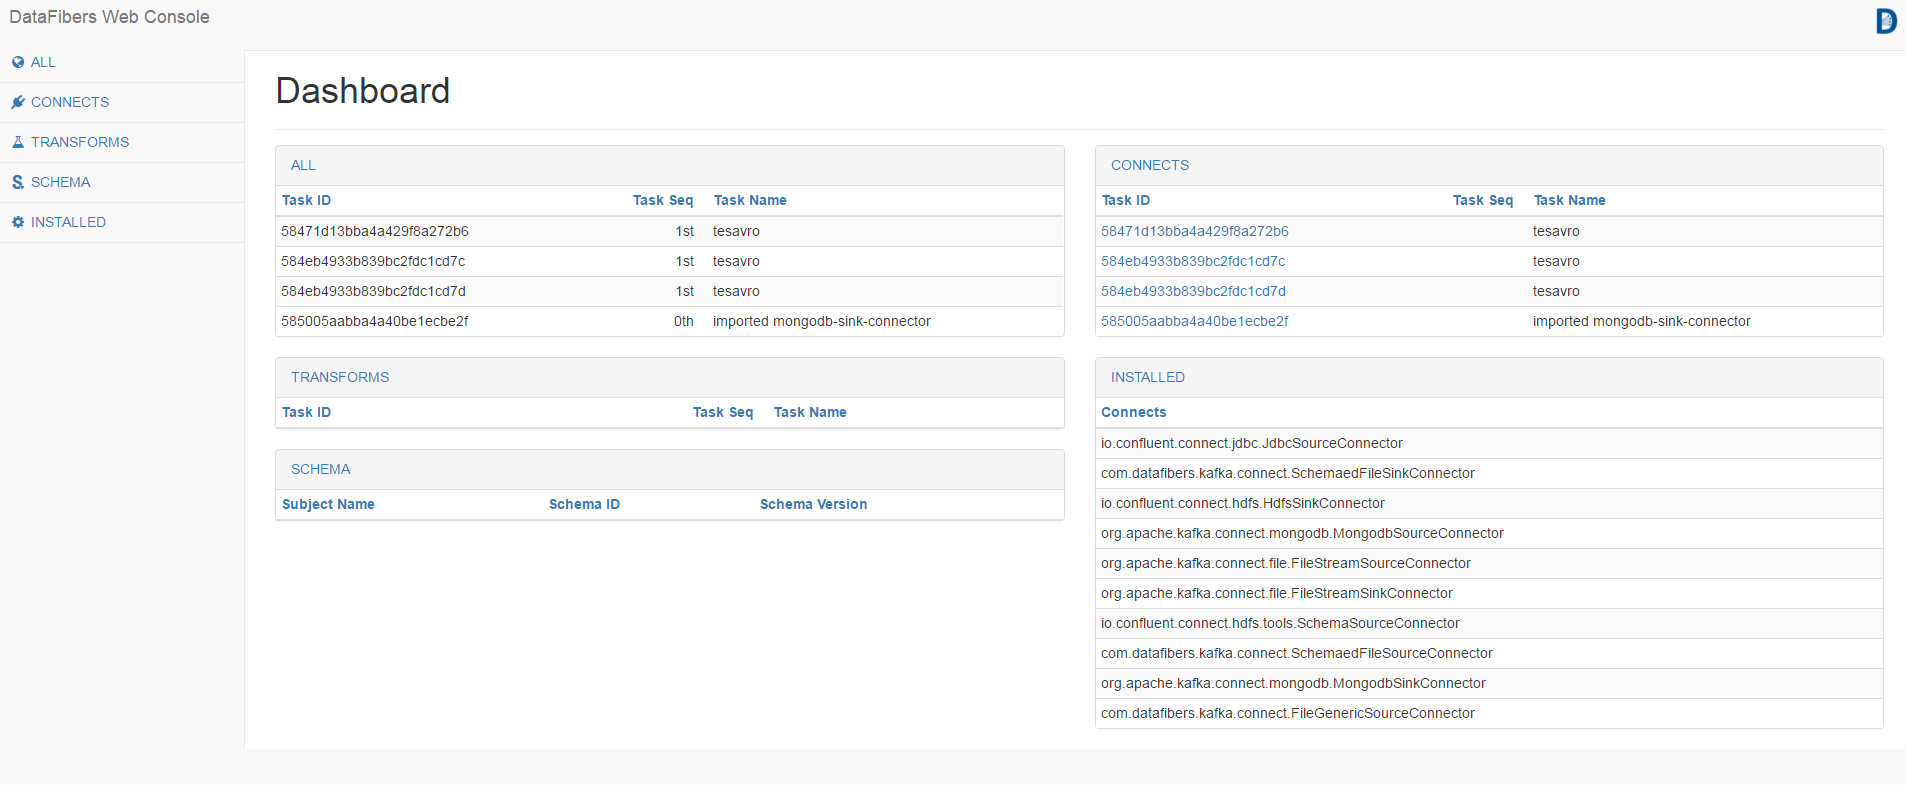 DataFibers Web Console
D
ALL
CONNECTS
TRANSFORMS
SCHEMA
INSTALLED
Dashboard
ALL
Task ID Task Seq Task Name
58471d13bba4a429f8a272b6 1st tesavro
584eb4933b839bc2fdc1cd7c 1st tesavro
584eb4933b839bc2fdc1cd7d 1st tesavro
585005aabba4a40be1ecbe2f 0th imported mongodb-sink-connector
CONNECTS
Task ID Task Seq Task Name
58471d13bba4a429f8a272b6 tesavro
584eb4933b839bc2fdc1cd7c tesavro
584eb4933b839bc2fdc1cd7d tesavro
585005aabba4a40be1ecbe2f imported mongodb-sink-connector
TRANSFORMS
Task ID Task Seq Task Name
SCHEMA
Subject Name Schema ID Schema Version
INSTALLED
Connects
io.confluent.connect.jdbc.JdbcSourceConnector
com.datafibers.kafka.connect.SchemaedFileSinkConnector
io.confluent.connect.hdfs.HdfsSinkConnector
org.apache.kafka.connect.mongodb.MongodbSourceConnector
org.apache.kafka.connect.file.FileStreamSourceConnector
org.apache.kafka.connect.file.FileStreamSinkConnector
io.confluent.connect.hdfs.tools.SchemaSourceConnector
com.datafibers.kafka.connect.SchemaedFileSourceConnector
org.apache.kafka.connect.mongodb.MongodbSinkConnector
com.datafibers.kafka.connect.FileGenericSourceConnector